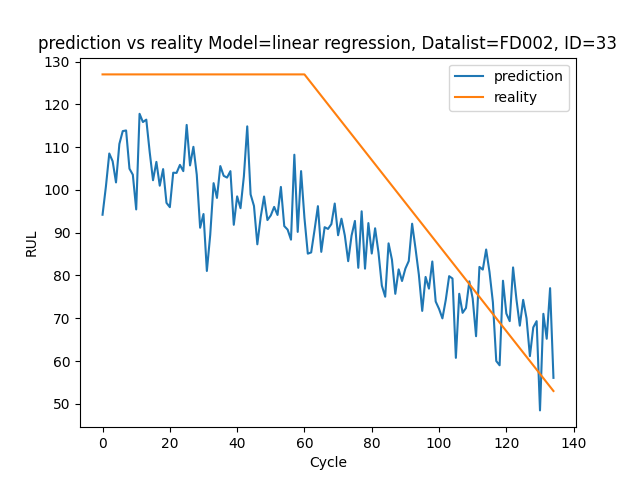 prediction vs reality Model=linear regression, Datalist=FD002, ID=33
prediction
reality
RUL
130
120
110
100
90
80
70
60
50
0 20 40 60 80 100 120 140
Cycle